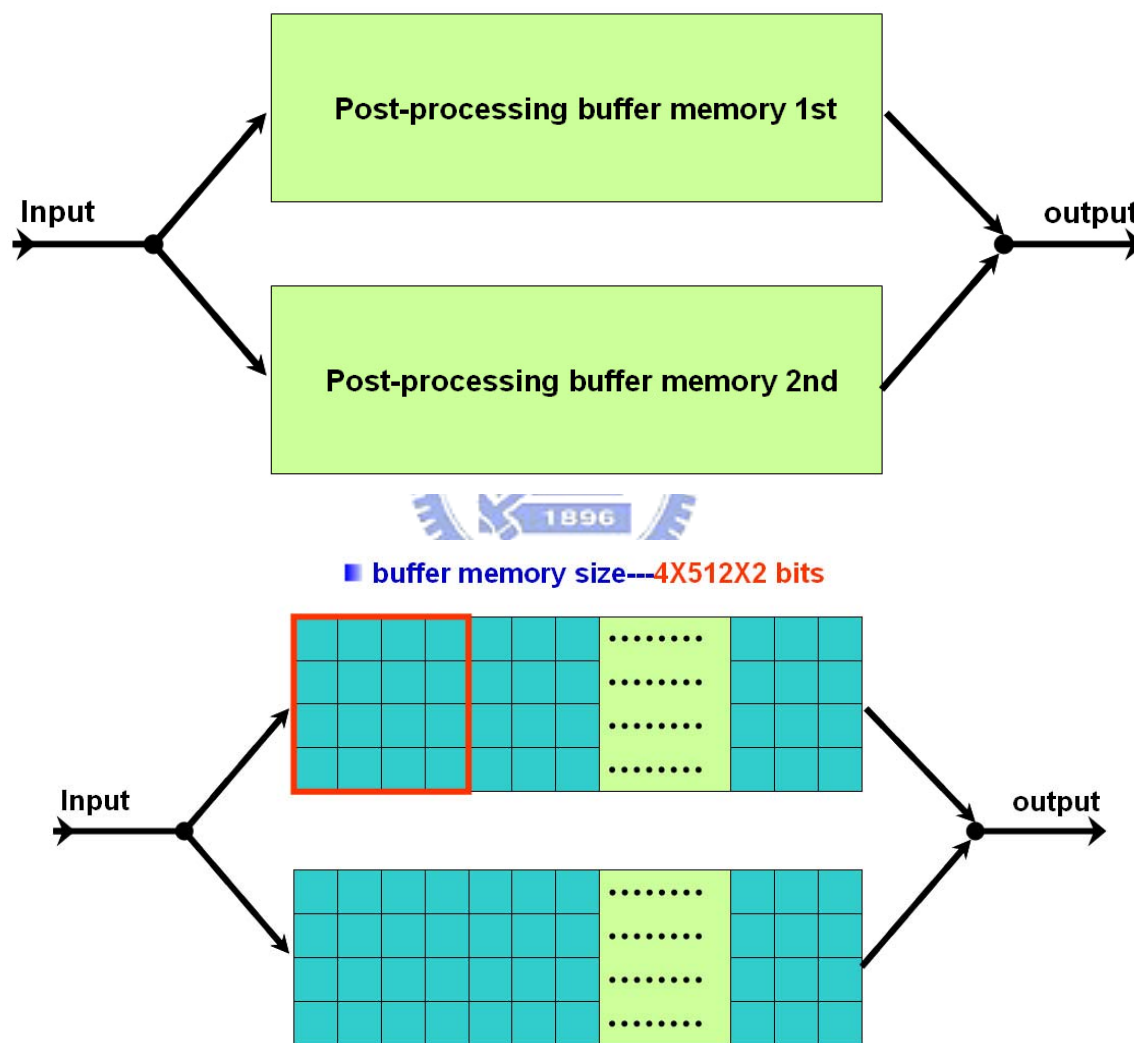 Post-processing buffer memory 1st
Input
output
Post-processing buffer memory 2nd
1896
buffer memory size---4X512X2 bits
Input
output